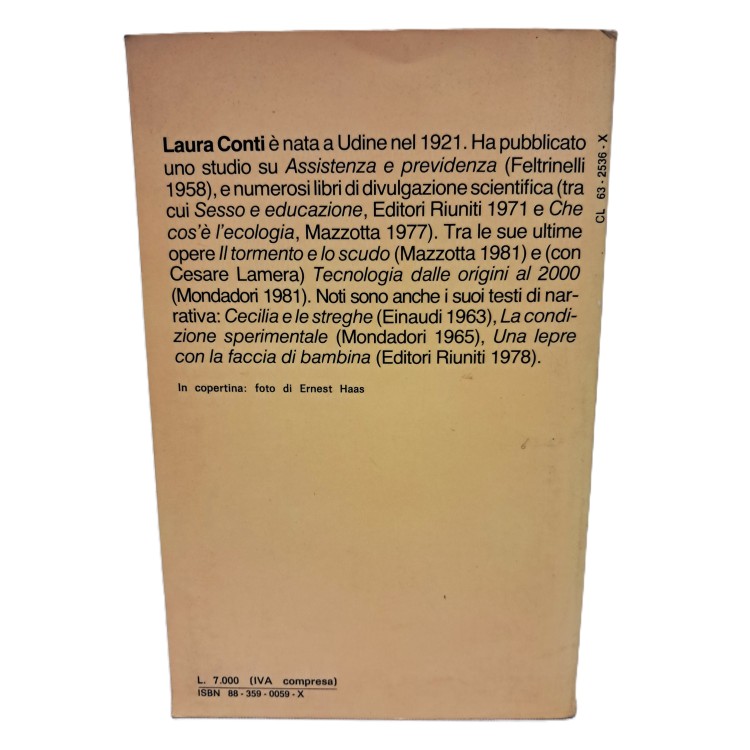 Laura Conti è nata a Udine nel 1921. Ha pubblicato
uno studio su Assistenza e previdenza (Feltrinelli
1958), e numerosi libri di divulgazione scientifica (tra
cui Sesso e educazione, Editori Riuniti 1971 e Che
cos'è l'ecologia, Mazzotta 1977). Tra le sue ultime
opere Il tormento e lo scudo (Mazzotta 1981) e (con
Cesare Lamera) Tecnologia dalle origini al 2000
(Mondadori 1981). Noti sono anche i suoi testi di nar-
rativa: Cecilia e le streghe (Einaudi 1963), La condi-
zione sperimentale (Mondadori 1965), Una lepre
con la faccia di bambina (Editori Riuniti 1978).
In copertina: foto di Ernest Haas
CL 63 - 2536 - X
L. 7.000 (IVA compresa)
ISBN 88 - 359 - 0059 - X